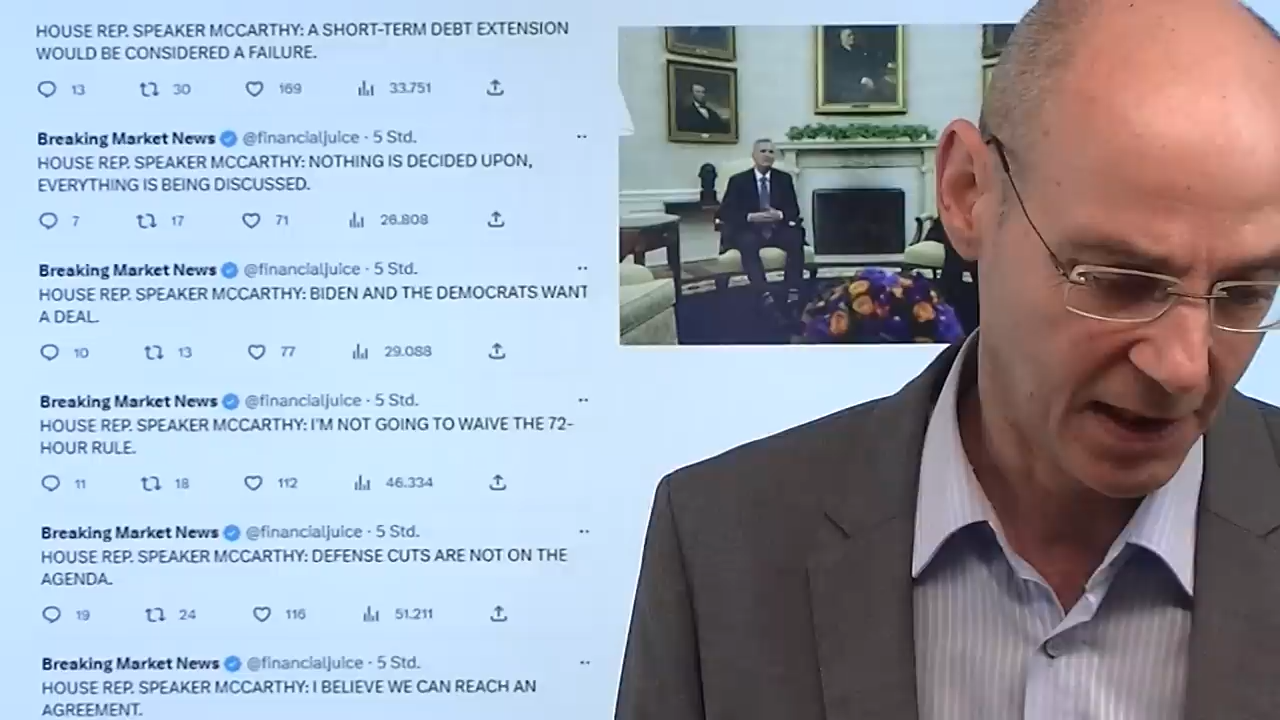 HOUSE REP. SPEAKER MCCARTHY: A SHORT-TERM DEBT EXTENSION
WOULD BE CONSIDERED A FAILURE.
13 30 169 33.751
Breaking Market News @financialjuice · 5 Std.
HOUSE REP. SPEAKER MCCARTHY: NOTHING IS DECIDED UPON,
EVERYTHING IS BEING DISCUSSED.
7 17 71 26.808
Breaking Market News @financialjuice · 5 Std.
HOUSE REP. SPEAKER MCCARTHY: BIDEN AND THE DEMOCRATS WANT
A DEAL.
10 13 77 29.088
Breaking Market News @financialjuice · 5 Std.
HOUSE REP. SPEAKER MCCARTHY: I'M NOT GOING TO WAIVE THE 72-
HOUR RULE.
11 18 112 46.334
Breaking Market News @financialjuice · 5 Std.
HOUSE REP. SPEAKER MCCARTHY: DEFENSE CUTS ARE NOT ON THE
AGENDA.
19 24 116 51.211
Breaking Market News @financialjuice · 5 Std.
HOUSE REP. SPEAKER MCCARTHY: I BELIEVE WE CAN REACH AN
AGREEMENT.